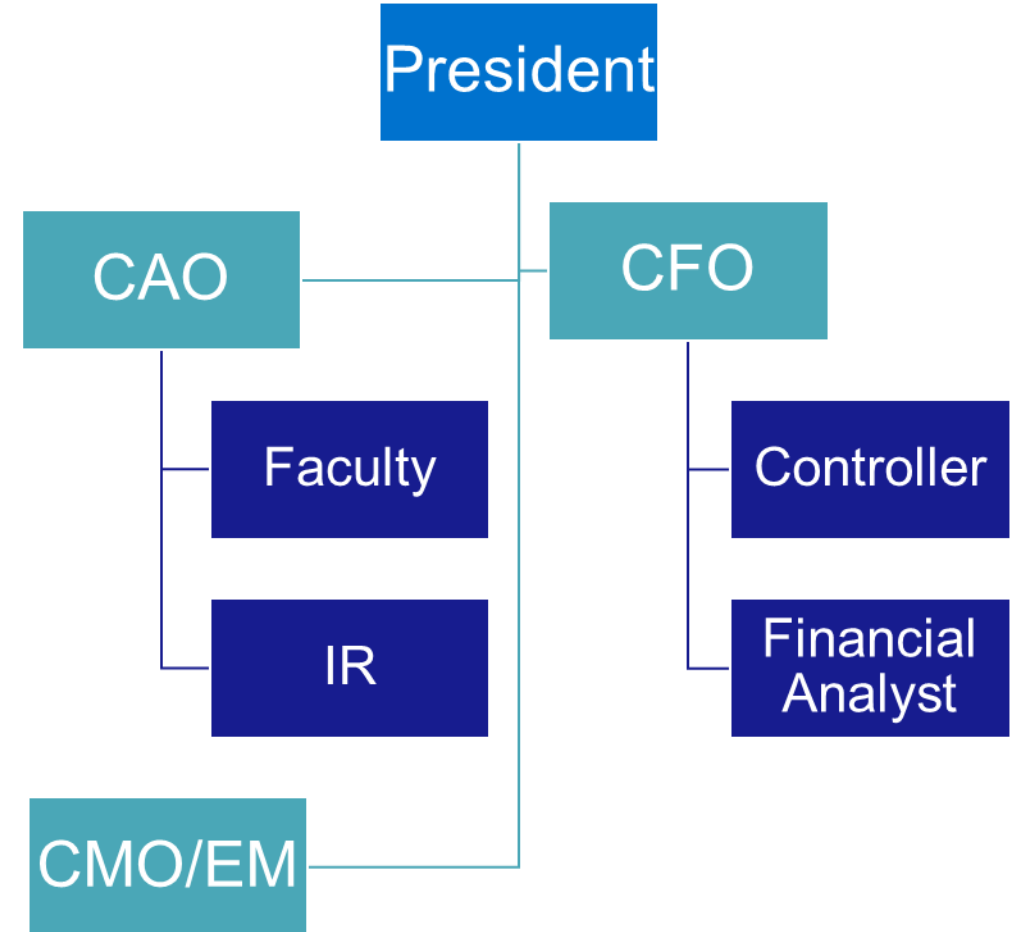 President
CAO
CFO
Faculty
Controller
IR
Financial
Analyst
CMO/EM